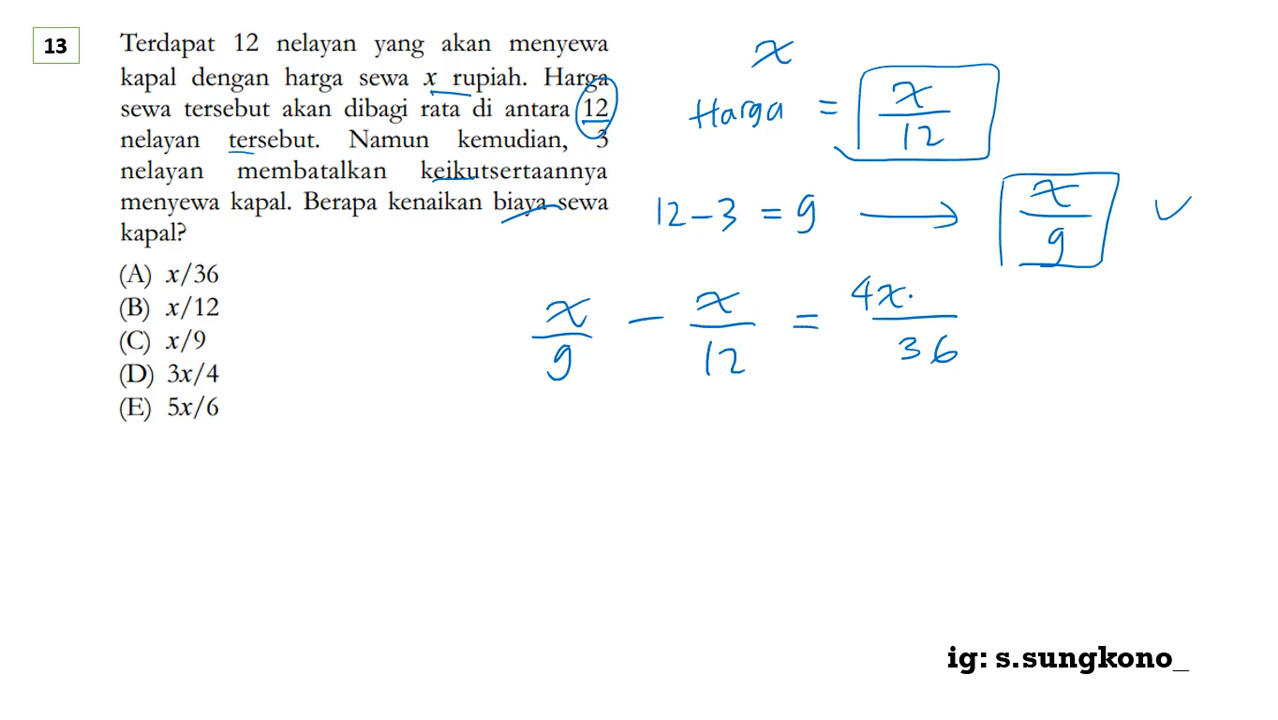 13
Terdapat 12 nelayan yang akan menyewa
kapal dengan harga sewa x rupiah. Harga
sewa tersebut akan dibagi rata di antara 12
nelayan tersebut. Namun kemudian, 3
nelayan membatalkan keikutsertaannya
menyewa kapal. Berapa kenaikan biaya sewa
kapal?
(A) x/36
(B) x/12
(C) x/9
(D) 3x/4
(E) 5x/6
x
Harga = x/12
12-3 = 9 → x/9 ✓
x/9 - x/12 = 4x·/36
ig: s.sungkono_